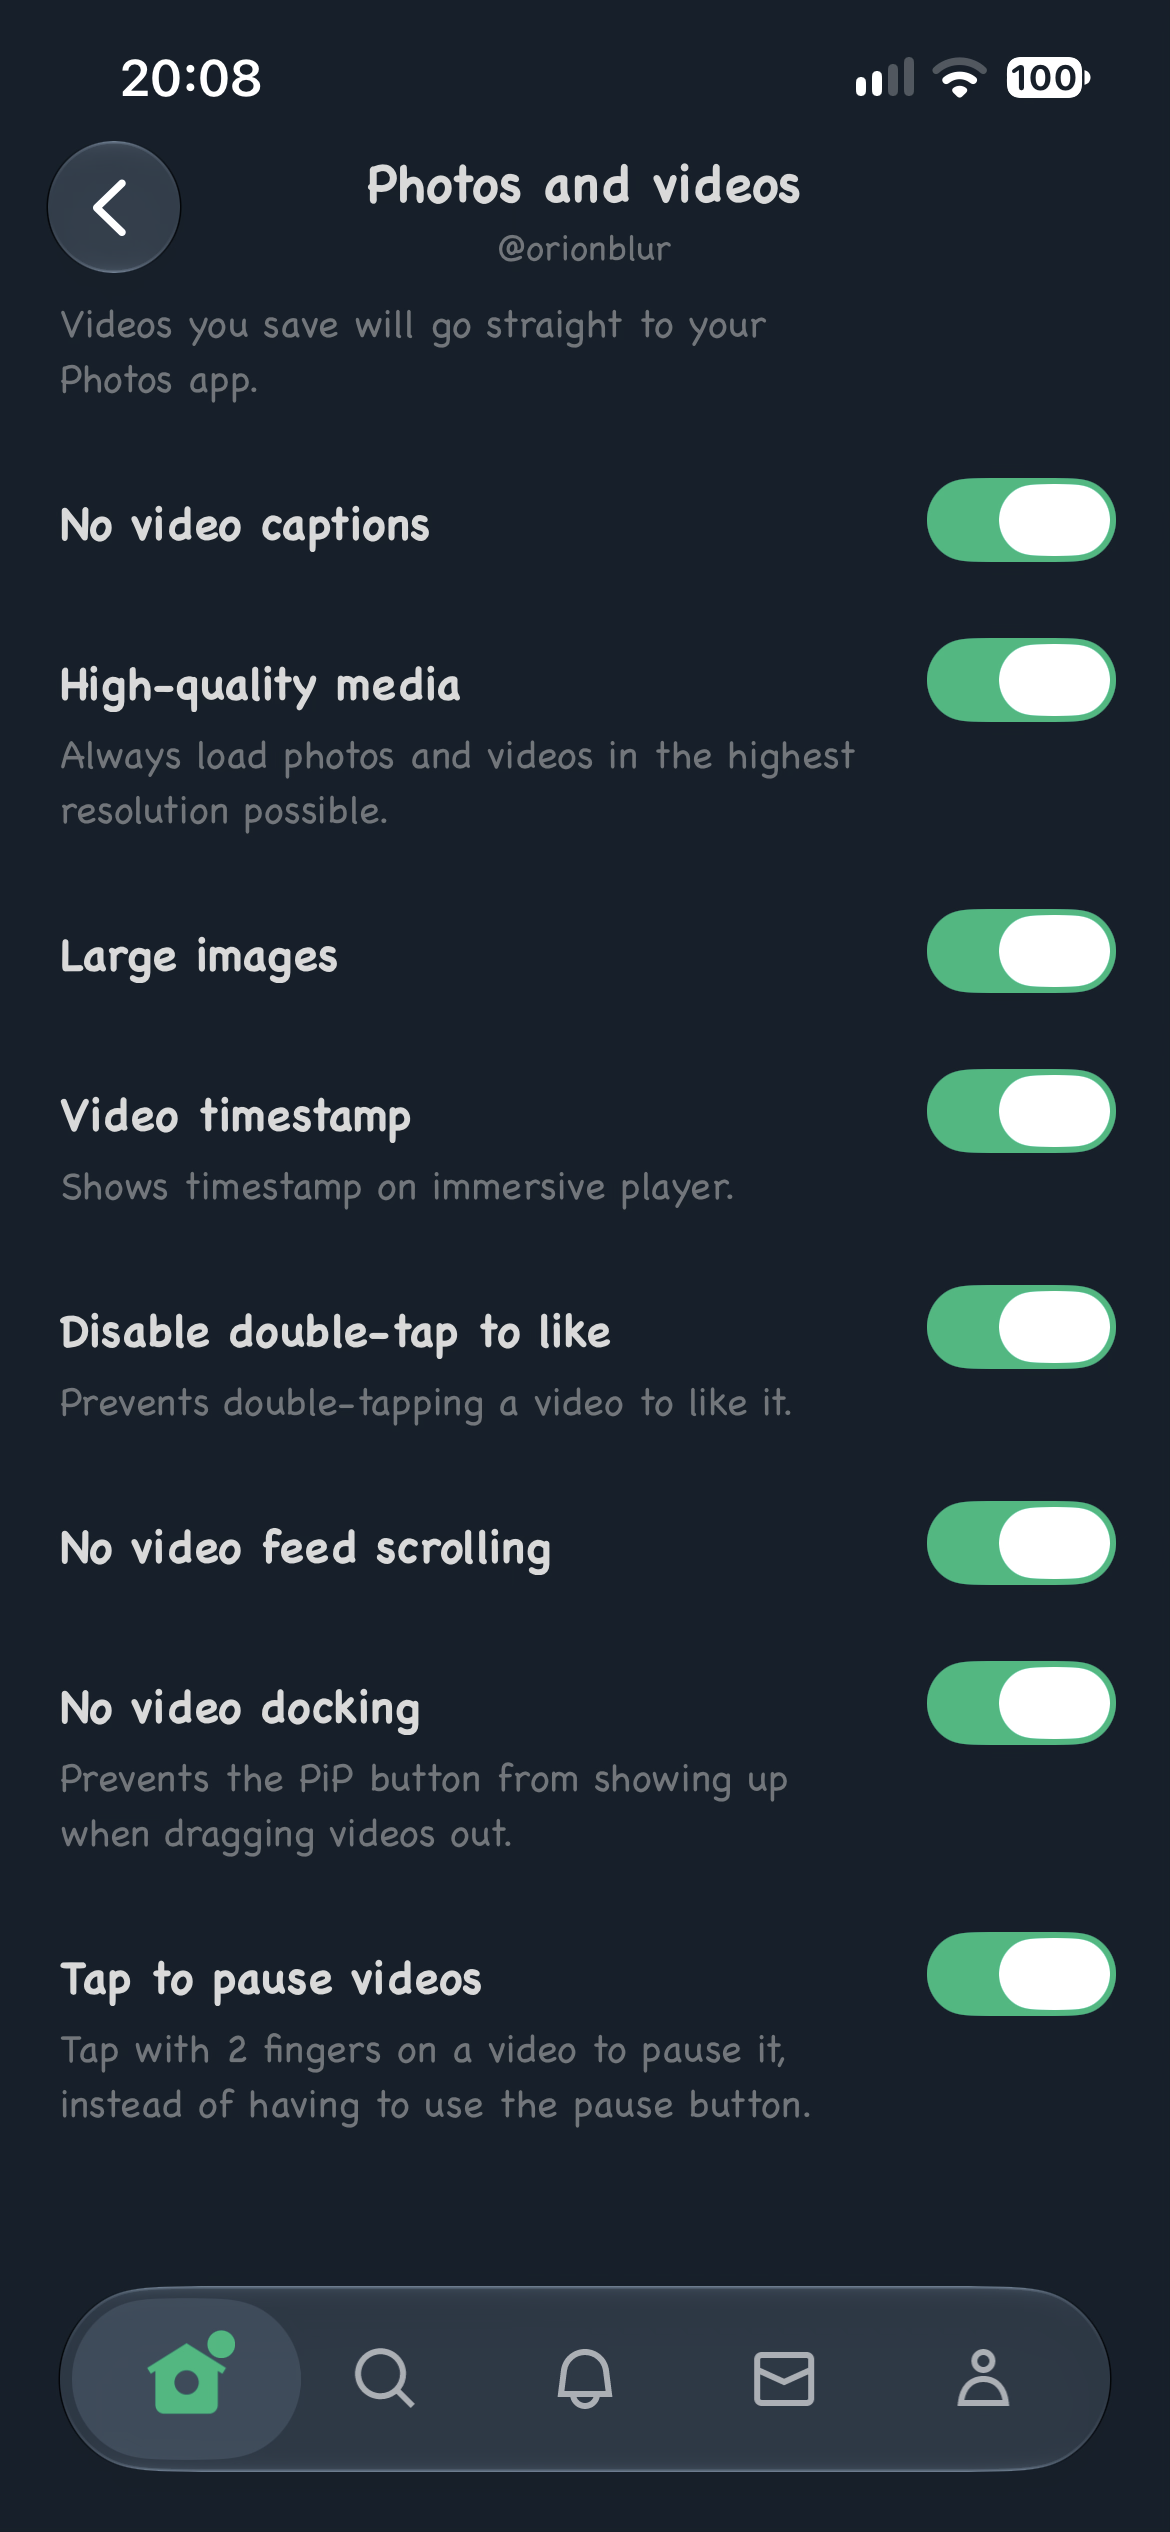 20:08
100
Photos and videos
@orionblur
Videos you save will go straight to your
Photos app.
No video captions
High-quality media
Always load photos and videos in the highest
resolution possible.
Large images
Video timestamp
Shows timestamp on immersive player.
Disable double-tap to like
Prevents double-tapping a video to like it.
No video feed scrolling
No video docking
Prevents the PiP button from showing up
when dragging videos out.
Tap to pause videos
Tap with 2 fingers on a video to pause it,
instead of having to use the pause button.